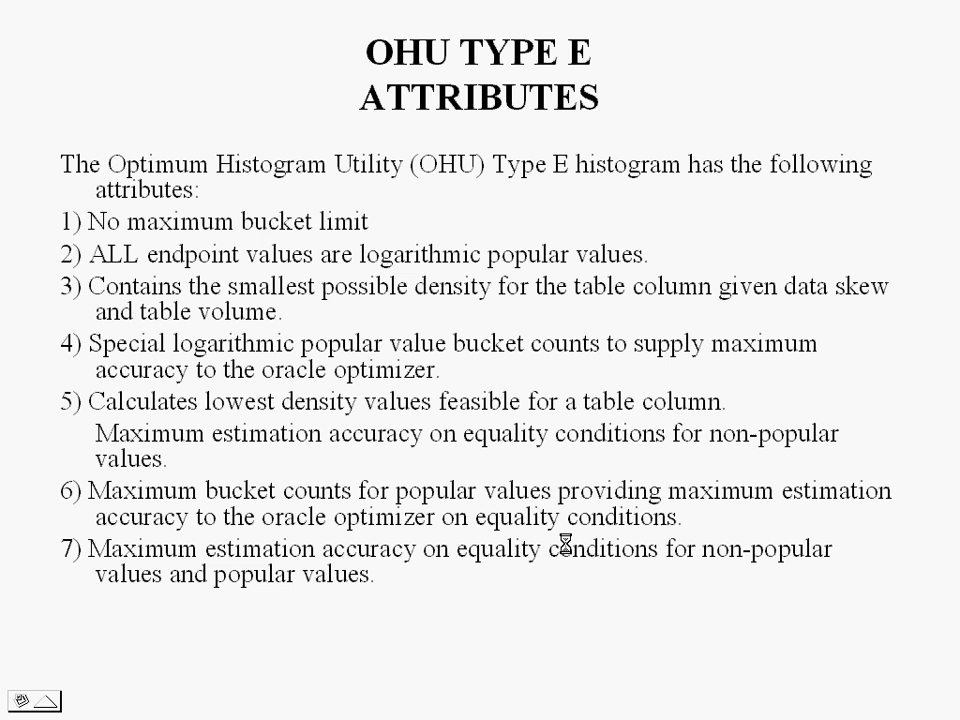 OHU TYPE E
ATTRIBUTES
The Optimum Histogram Utility (OHU) Type E histogram has the following
attributes:
1) No maximum bucket limit
2) ALL endpoint values are logarithmic popular values.
3) Contains the smallest possible density for the table column given data skew
and table volume.
4) Special logarithmic popular value bucket counts to supply maximum
accuracy to the oracle optimizer.
5) Calculates lowest density values feasible for a table column.
Maximum estimation accuracy on equality conditions for non-popular
values.
6) Maximum bucket counts for popular values providing maximum estimation
accuracy to the oracle optimizer on equality conditions.
7) Maximum estimation accuracy on equality conditions for non-popular
values and popular values.